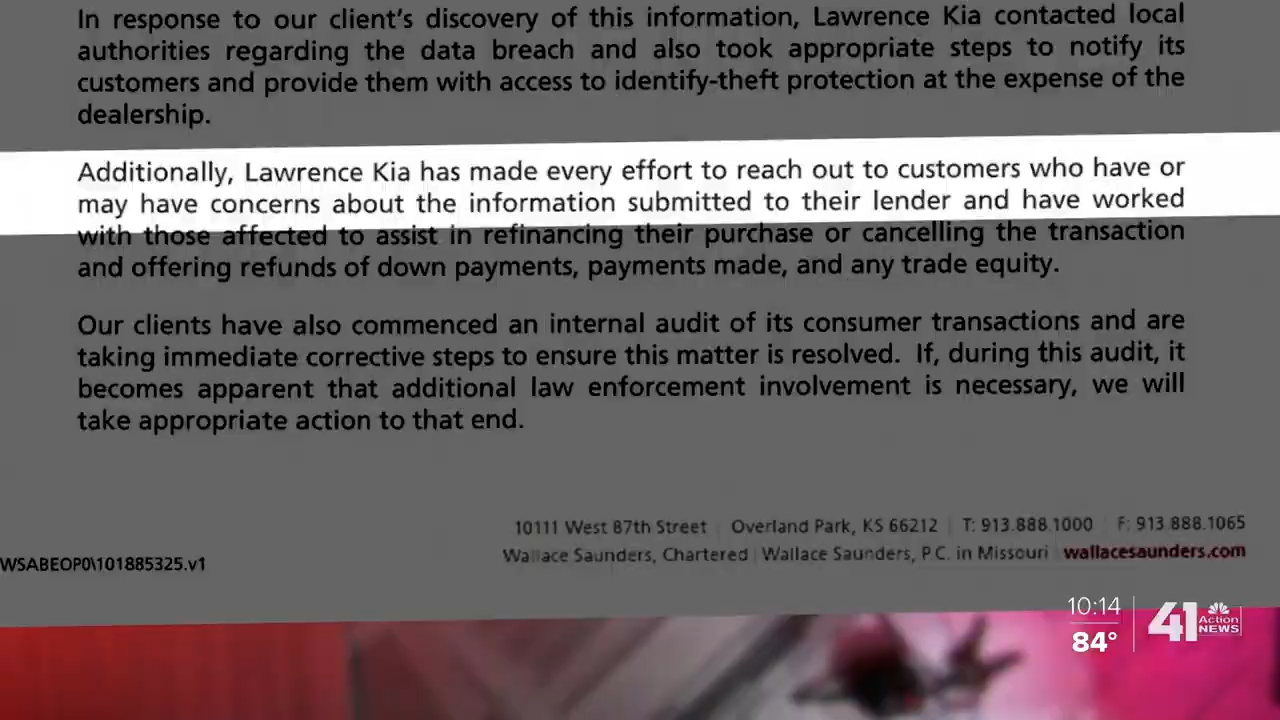 In response to our client's discovery of this information, Lawrence Kia contacted local
authorities regarding the data breach and also took appropriate steps to notify its
customers and provide them with access to identify-theft protection at the expense of the
dealership.
Additionally, Lawrence Kia has made every effort to reach out to customers who have or
may have concerns about the information submitted to their lender and have worked
with those affected to assist in refinancing their purchase or cancelling the transaction
and offering refunds of down payments, payments made, and any trade equity.
Our clients have also commenced an internal audit of its consumer transactions and are
taking immediate corrective steps to ensure this matter is resolved. If, during this audit, it
becomes apparent that additional law enforcement involvement is necessary, we will
take appropriate action to that end.
10111 West 87th Street | Overland Park, KS 66212 | T: 913.888.1000 | F: 913.888.1065
Wallace Saunders, Chartered | Wallace Saunders, P.C. in Missouri | wallacesaunders.com
WSABEOP0\101885325.v1
10:14
84°
41 Action NEWS